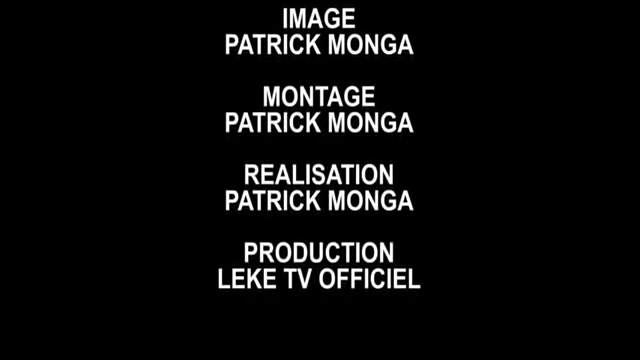 IMAGE
PATRICK MONGA
MONTAGE
PATRICK MONGA
REALISATION
PATRICK MONGA
PRODUCTION
LEKE TV OFFICIEL